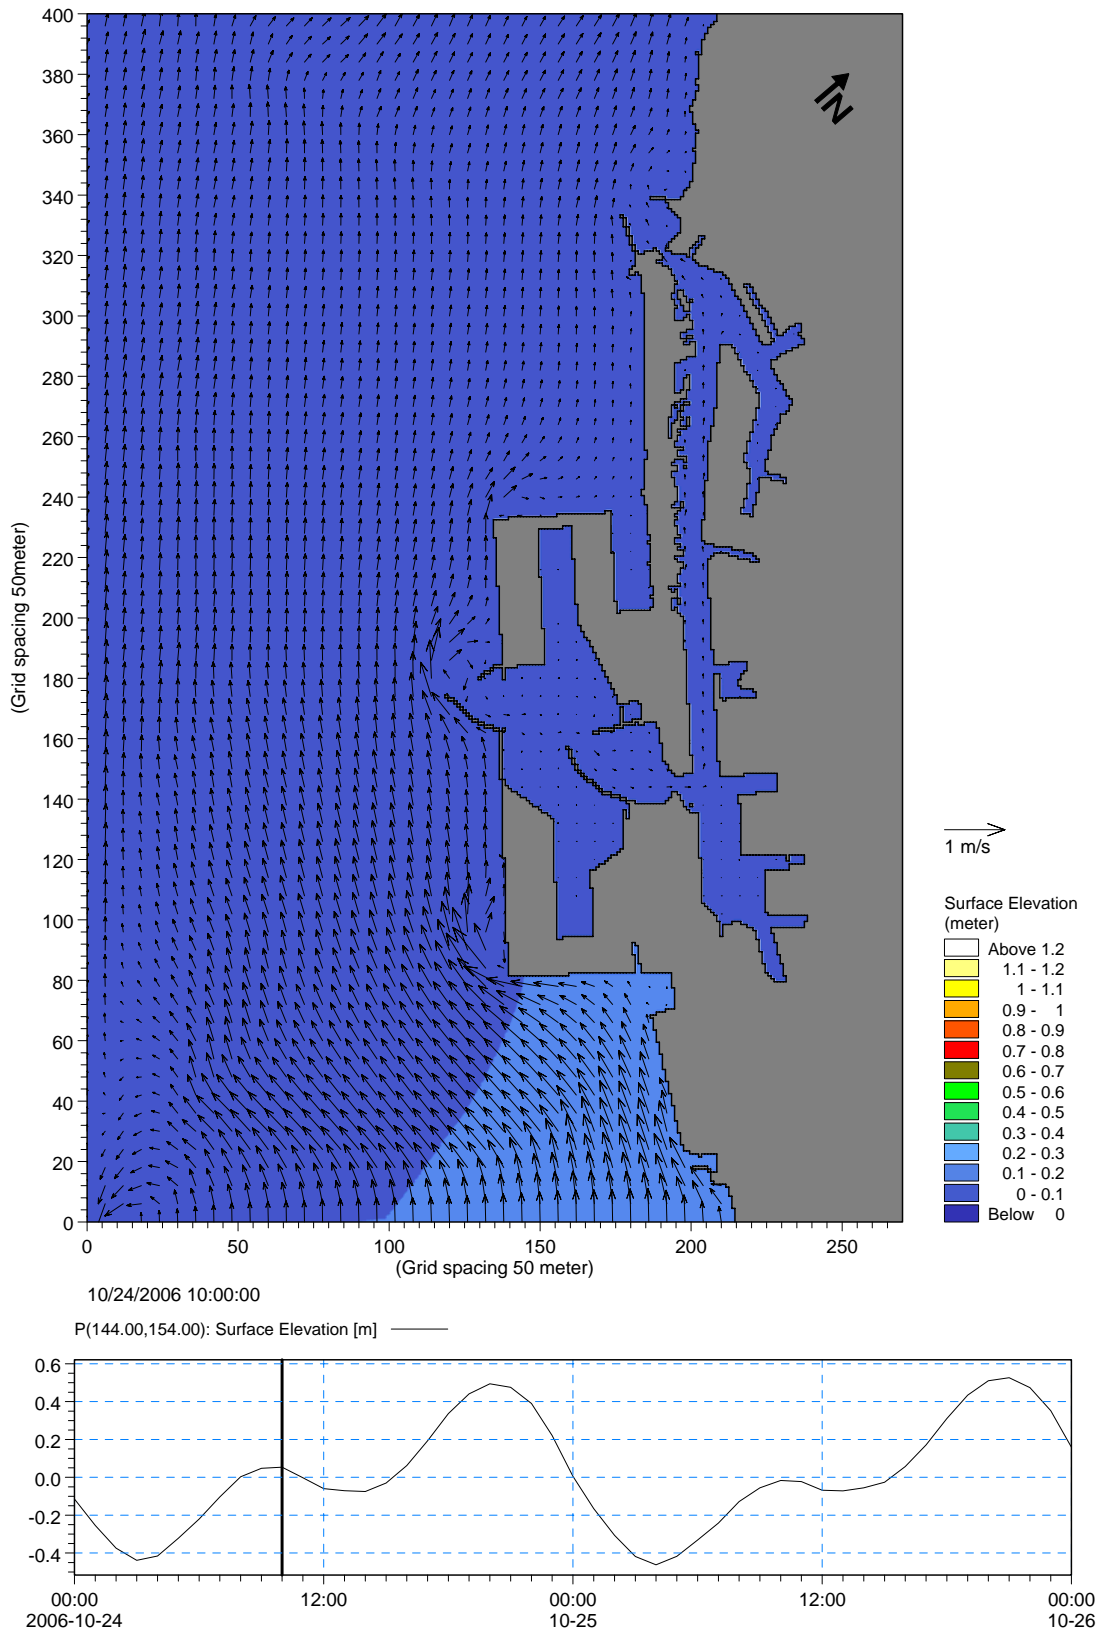 400
380
360
340
320
300
280
260
240
220
200
180
160
140
120
100
80
60
40
20
0
(Grid spacing 50meter)
0 50 100 150 200 250
(Grid spacing 50 meter)
N
1 m/s
Surface Elevation
(meter)
Above 1.2
1.1 - 1.2
1 - 1.1
0.9 - 1
0.8 - 0.9
0.7 - 0.8
0.6 - 0.7
0.5 - 0.6
0.4 - 0.5
0.3 - 0.4
0.2 - 0.3
0.1 - 0.2
0 - 0.1
Below 0
10/24/2006 10:00:00
P(144.00,154.00): Surface Elevation [m]
0.6
0.4
0.2
0.0
-0.2
-0.4
00:00 12:00 00:00 12:00 00:00
2006-10-24 10-25 10-26